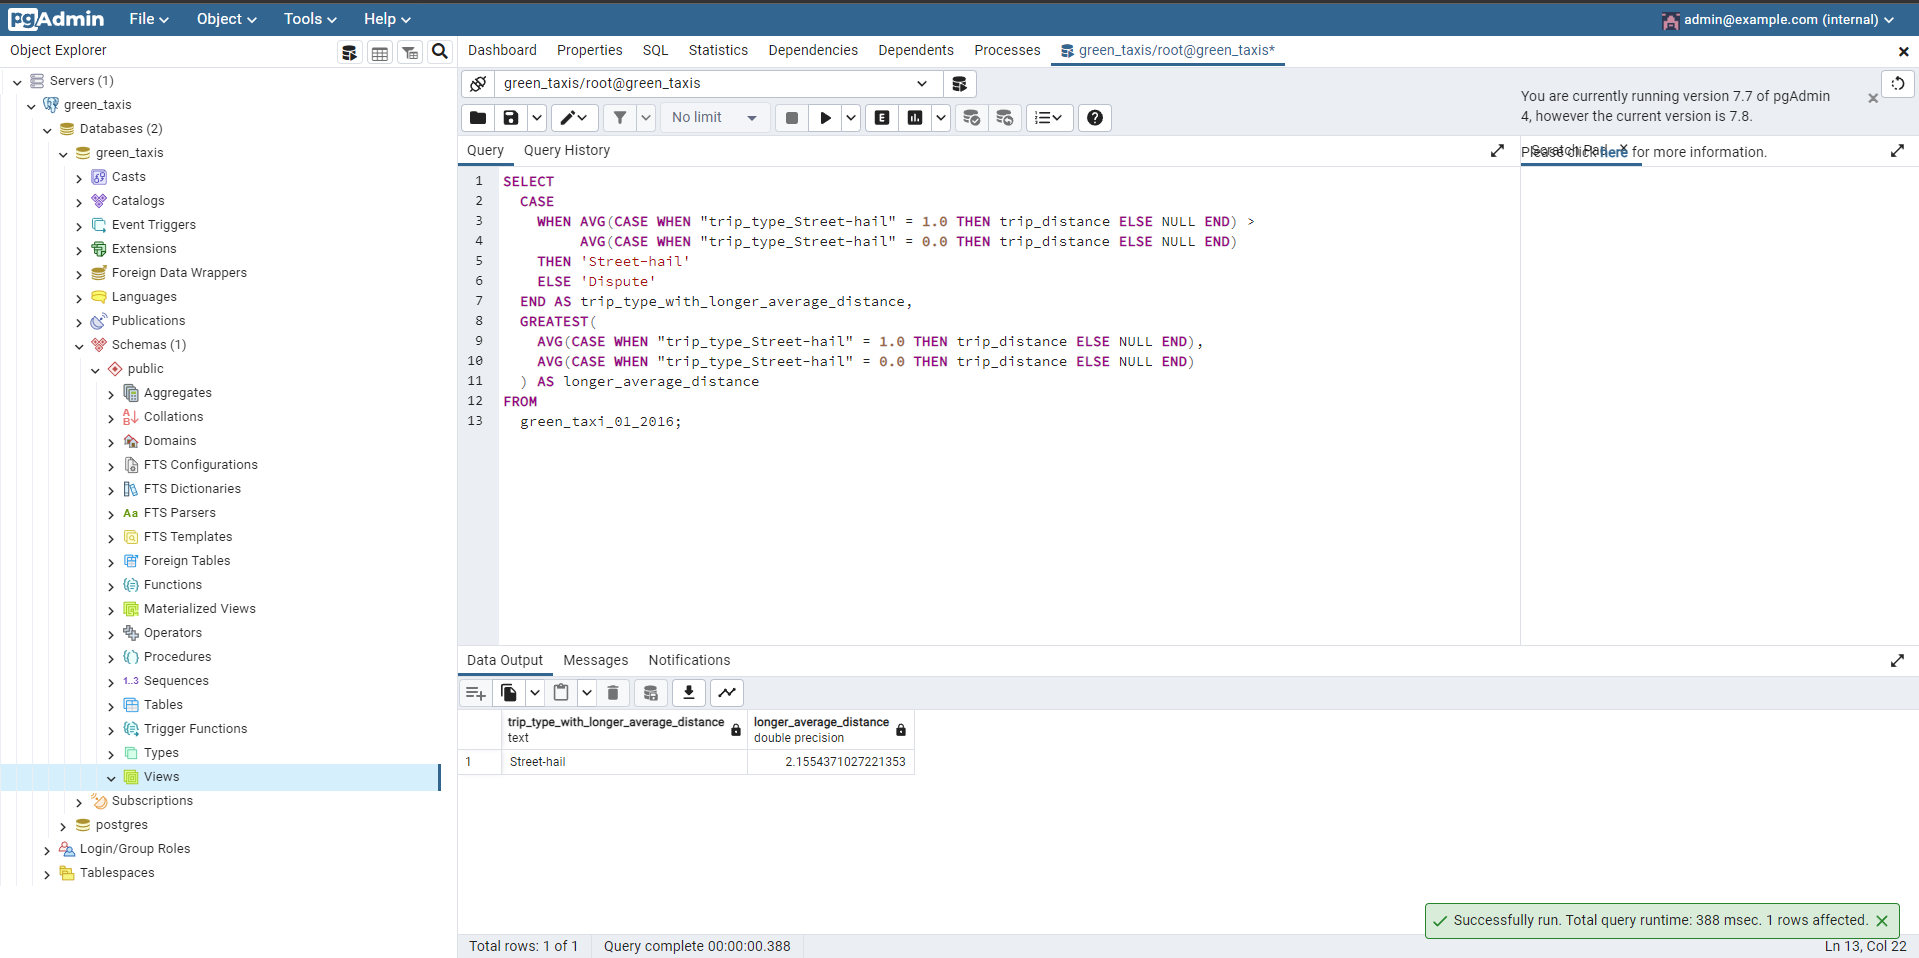 pgAdmin File Object Tools Help admin@example.com (internal)
Object Explorer
Dashboard Properties SQL Statistics Dependencies Dependents Processes green_taxis/root@green_taxis*
Servers (1)
green_taxis
Databases (2)
green_taxis
Casts
Catalogs
Event Triggers
Extensions
Foreign Data Wrappers
Languages
Publications
Schemas (1)
public
Aggregates
Collations
Domains
FTS Configurations
FTS Dictionaries
Aa FTS Parsers
FTS Templates
Foreign Tables
Functions
Materialized Views
Operators
Procedures
1..3 Sequences
Tables
Trigger Functions
Types
Views
Subscriptions
postgres
Login/Group Roles
Tablespaces
green_taxis/root@green_taxis
No limit
E
You are currently running version 7.7 of pgAdmin
4, however the current version is 7.8.
Please click here for more information.
Query Query History
Scratch Pad
1 SELECT
2 CASE
3 WHEN AVG(CASE WHEN "trip_type_Street-hail" = 1.0 THEN trip_distance ELSE NULL END) >
4 AVG(CASE WHEN "trip_type_Street-hail" = 0.0 THEN trip_distance ELSE NULL END)
5 THEN 'Street-hail'
6 ELSE 'Dispute'
7 END AS trip_type_with_longer_average_distance,
8 GREATEST(
9 AVG(CASE WHEN "trip_type_Street-hail" = 1.0 THEN trip_distance ELSE NULL END),
10 AVG(CASE WHEN "trip_type_Street-hail" = 0.0 THEN trip_distance ELSE NULL END)
11 ) AS longer_average_distance
12 FROM
13 green_taxi_01_2016;
Data Output Messages Notifications
trip_type_with_longer_average_distance longer_average_distance
text double precision
1 Street-hail 2.1554371027221353
Successfully run. Total query runtime: 388 msec. 1 rows affected.
Total rows: 1 of 1 Query complete 00:00:00.388 Ln 13, Col 22